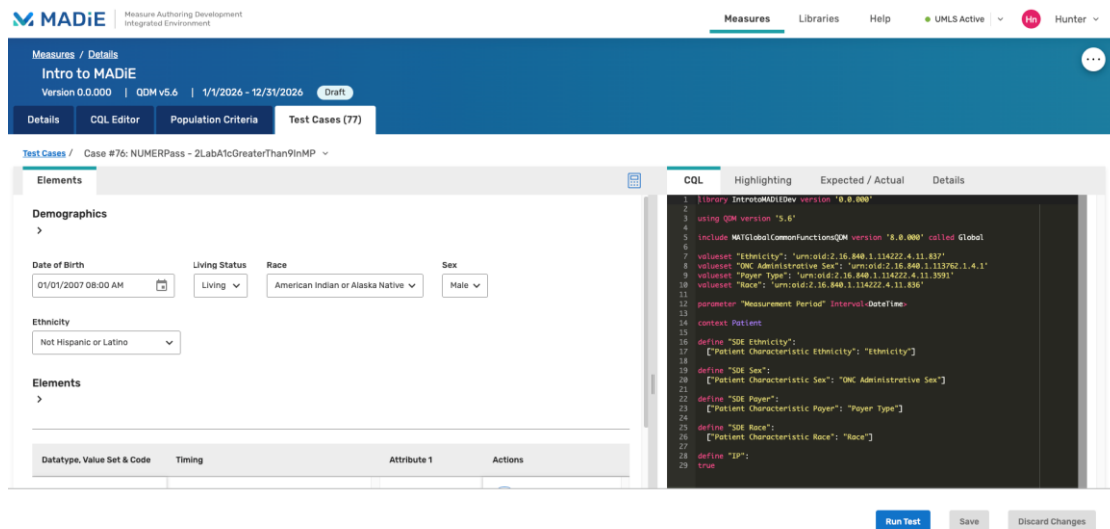 MADiE
Measure Authoring Development
Integrated Environment
Measures Libraries Help UMLS Active Hn Hunter
Measures / Details
Intro to MADiE
Version 0.0.000 | QDM v5.6 | 1/1/2026 - 12/31/2026 Draft
Details CQL Editor Population Criteria Test Cases (77)
Test Cases / Case #76: NUMERPass - 2LabA1cGreaterThan9InMP
Elements
Demographics
Date of Birth Living Status Race Sex
01/01/2007 08:00 AM Living American Indian or Alaska Native Male
Ethnicity
Not Hispanic or Latino
Elements
Datatype, Value Set & Code Timing Attribute 1 Actions
CQL Highlighting Expected / Actual Details
1 library IntrotoMADiEDev version '0.0.000'
2
3 using QDM version '5.6'
4
5 include MATGlobalCommonFunctionsQDM version '8.0.000' called Global
6
7 valueset "Ethnicity": 'urn:oid:2.16.840.1.114222.4.11.837'
8 valueset "ONC Administrative Sex": 'urn:oid:2.16.840.1.113762.1.4.1'
9 valueset "Payer Type": 'urn:oid:2.16.840.1.114222.4.11.3591'
10 valueset "Race": 'urn:oid:2.16.840.1.114222.4.11.836'
11
12 parameter "Measurement Period" Interval<DateTime>
13
14 context Patient
15
16 define "SDE Ethnicity":
17 ["Patient Characteristic Ethnicity": "Ethnicity"]
18
19 define "SDE Sex":
20 ["Patient Characteristic Sex": "ONC Administrative Sex"]
21
22 define "SDE Payer":
23 ["Patient Characteristic Payer": "Payer Type"]
24
25 define "SDE Race":
26 ["Patient Characteristic Race": "Race"]
27
28 define "IP":
29 true
Run Test Save Discard Changes